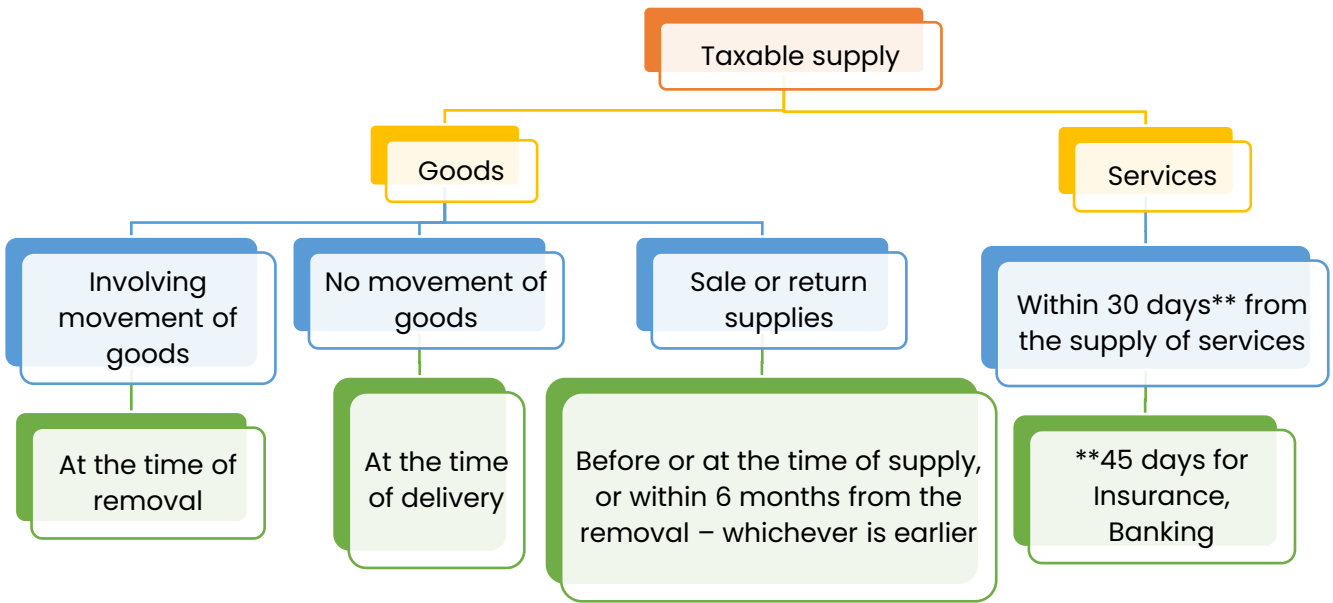 Taxable supply
Goods
Services
Involving
movement of
goods
No movement of
goods
Sale or return
supplies
Within 30 days** from
the supply of services
At the time of
removal
At the time
of delivery
Before or at the time of supply,
or within 6 months from the
removal – whichever is earlier
**45 days for
Insurance,
Banking